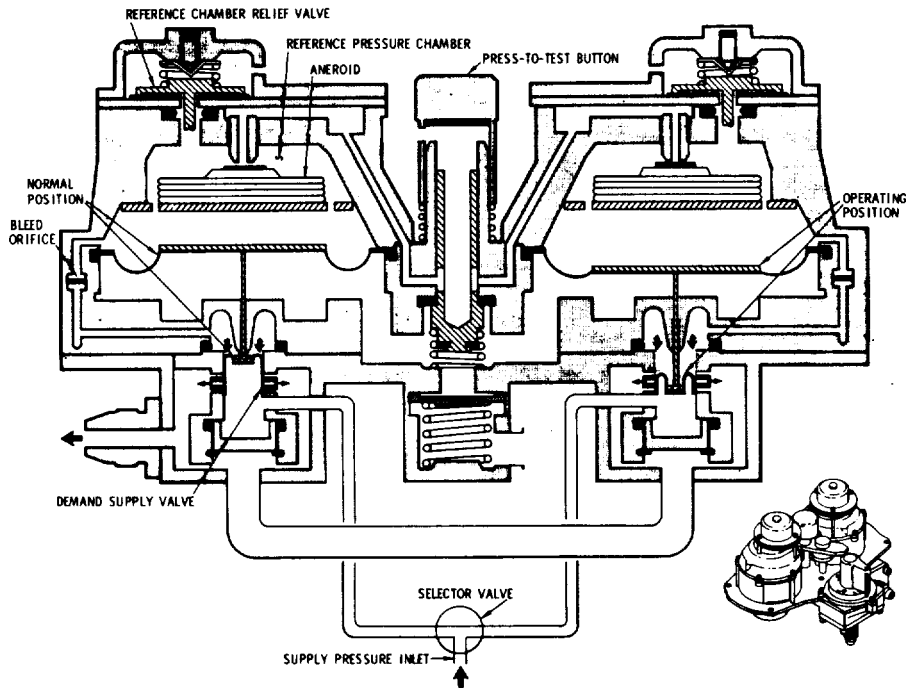 REFERENCE CHAMBER RELIEF VALVE
REFERENCE PRESSURE CHAMBER
ANEROID
PRESS-TO-TEST BUTTON
NORMAL
POSITION
BLEED
ORIFICE
OPERATING
POSITION
DEMAND SUPPLY VALVE
SELECTOR
VALVE
SUPPLY PRESSURE INLET